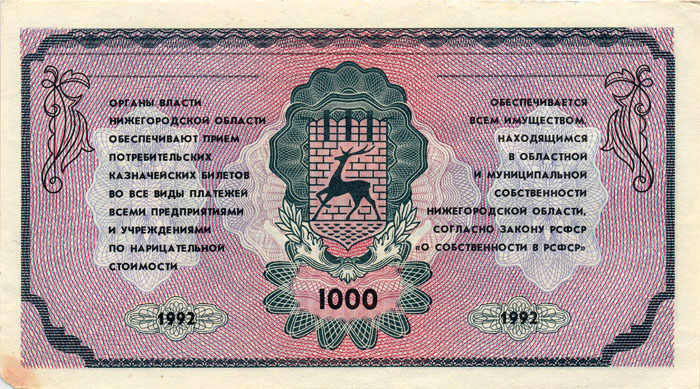 ОРГАНЫ ВЛАСТИ
НИЖЕГОРОДСКОЙ ОБЛАСТИ
ОБЕСПЕЧИВАЮТ ПРИЕМ
ПОТРЕБИТЕЛЬСКИХ
КАЗНАЧЕЙСКИХ БИЛЕТОВ
ВО ВСЕ ВИДЫ ПЛАТЕЖЕЙ
ВСЕМИ ПРЕДПРИЯТИЯМИ
И УЧРЕЖДЕНИЯМИ
ПО НАРИЦАТЕЛЬНОЙ
СТОИМОСТИ
ОБЕСПЕЧИВАЕТСЯ
ВСЕМ ИМУЩЕСТВОМ,
НАХОДЯЩИМСЯ
В ОБЛАСТНОЙ
И МУНИЦИПАЛЬНОЙ
СОБСТВЕННОСТИ
НИЖЕГОРОДСКОЙ ОБЛАСТИ,
СОГЛАСНО ЗАКОНУ РСФСР
«О СОБСТВЕННОСТИ В РСФСР»
1000
1992
1992